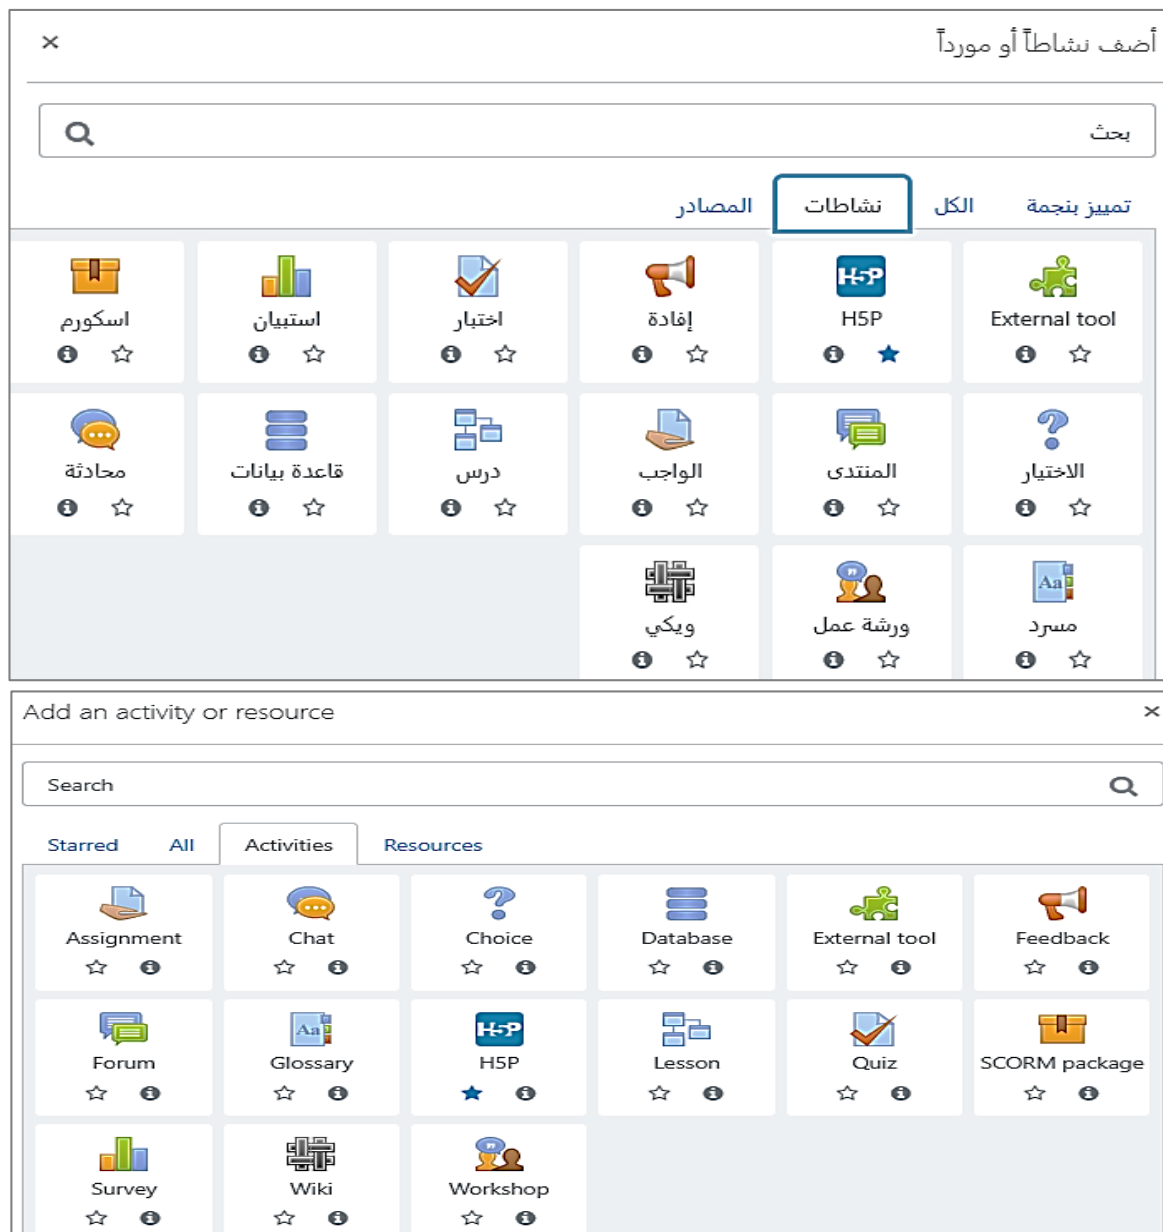 أضف نشاطاً أو مورداً
بحث
تمييز بنجمة الكل نشاطات المصادر
External tool H5P إفادة اختبار استبيان اسكورم
الاختيار المنتدى الواجب درس قاعدة بيانات محادثة
مسرد ورشة عمل ويكي
Add an activity or resource
Search
Starred All Activities Resources
Assignment Chat Choice Database External tool Feedback
Forum Glossary H5P Lesson Quiz SCORM package
Survey Wiki Workshop